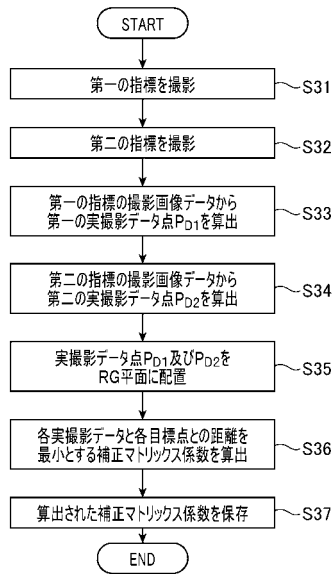 START
第一の指標を撮影
S31
第二の指標を撮影
S32
第一の指標の撮影画像データから
第一の実撮影データ点PD1を算出
S33
第二の指標の撮影画像データから
第二の実撮影データ点PD2を算出
S34
実撮影データ点PD1及びPD2を
RG平面に配置
S35
各実撮影データと各目標点との距離を
最小とする補正マトリックス係数を算出
S36
算出された補正マトリックス係数を保存
S37
END